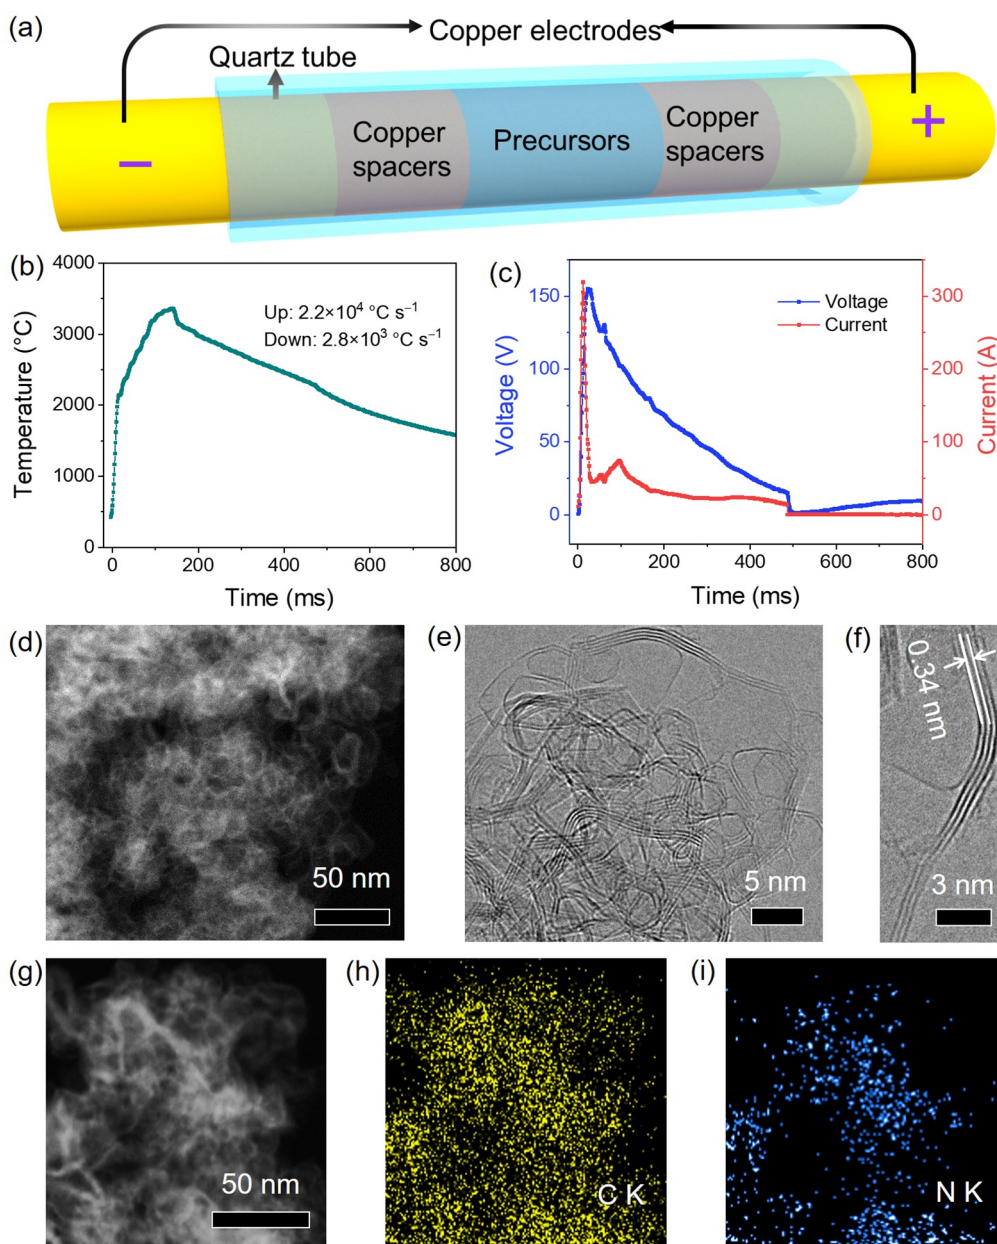 (a)
Copper electrodes
Quartz tube
−
Copper
spacers
Precursors
Copper
spacers
+
(b)
4000
3000
2000
1000
0
Temperature (°C)
Up: 2.2×10⁴ °C s⁻¹
Down: 2.8×10³ °C s⁻¹
0 200 400 600 800
Time (ms)
(c)
150
100
50
0
Voltage (V)
Voltage
Current
300
200
100
0
Current (A)
0 200 400 600 800
Time (ms)
(d)
50 nm
(e)
5 nm
(f)
0.34 nm
3 nm
(g)
50 nm
(h)
C K
(i)
N K